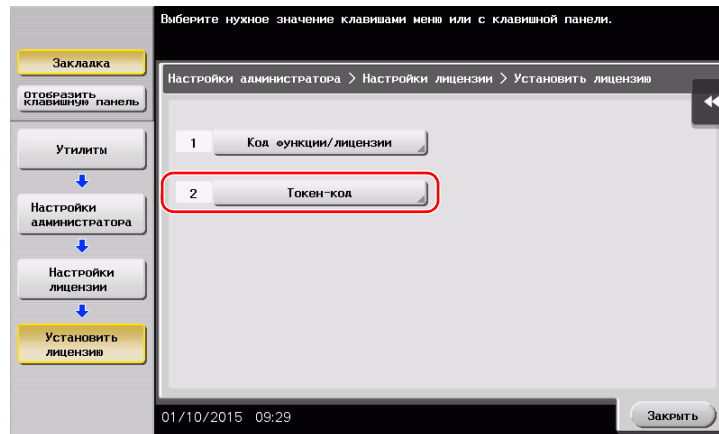 Выберите нужное значение клавишами меню или с клавишной панели.
Закладка
Отобразить
клавишную панель
Утилиты
Настройки
администратора
Настройки
лицензии
Установить
лицензию
Настройки администратора > Настройки лицензии > Установить лицензию
1 Код функции/лицензии
2 Токен-код
01/10/2015 09:29
Закрыть